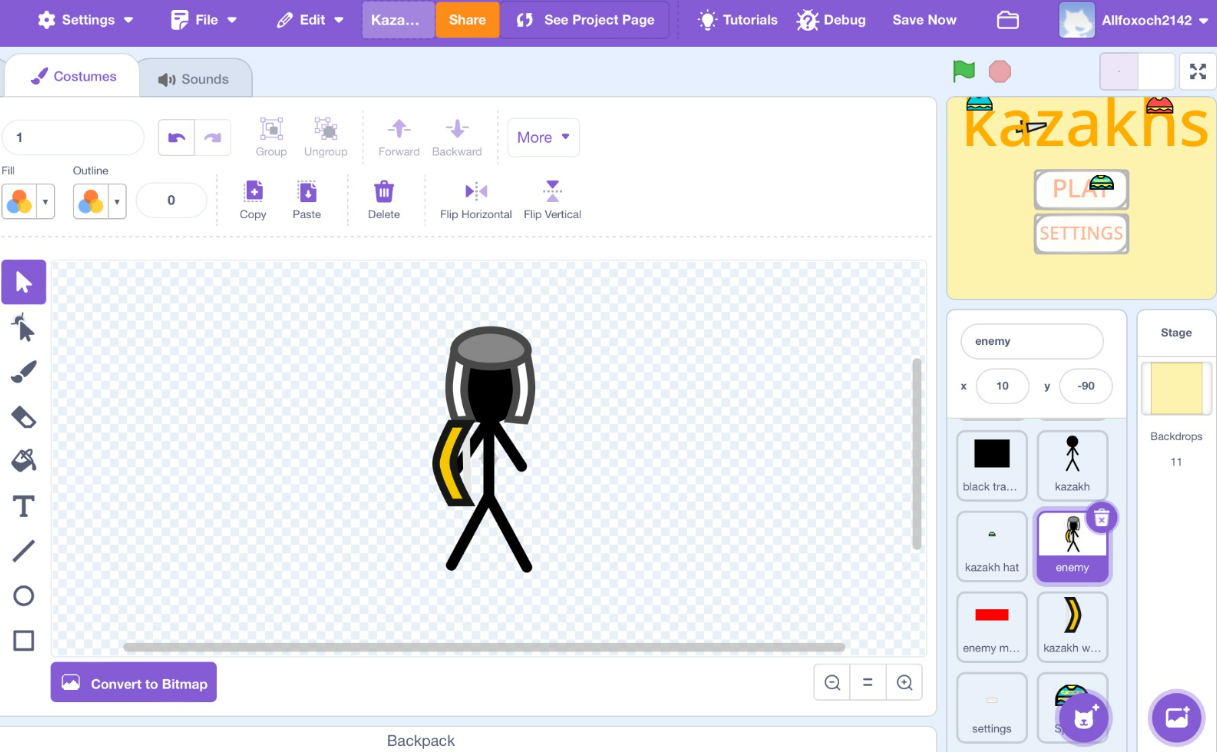 Settings File Edit Kaza... Share See Project Page Tutorials Debug Save Now Allfoxoch2142
Costumes Sounds
1
Group Ungroup Forward Backward More
Fill Outline
0
Copy Paste Delete Flip Horizontal Flip Vertical
Convert to Bitmap
Backpack
kazakhs
PLAY
SETTINGS
enemy
x 10 y -90
black tra... kazakh
kazakh hat enemy
enemy m... kazakh w...
settings
Stage
Backdrops
11